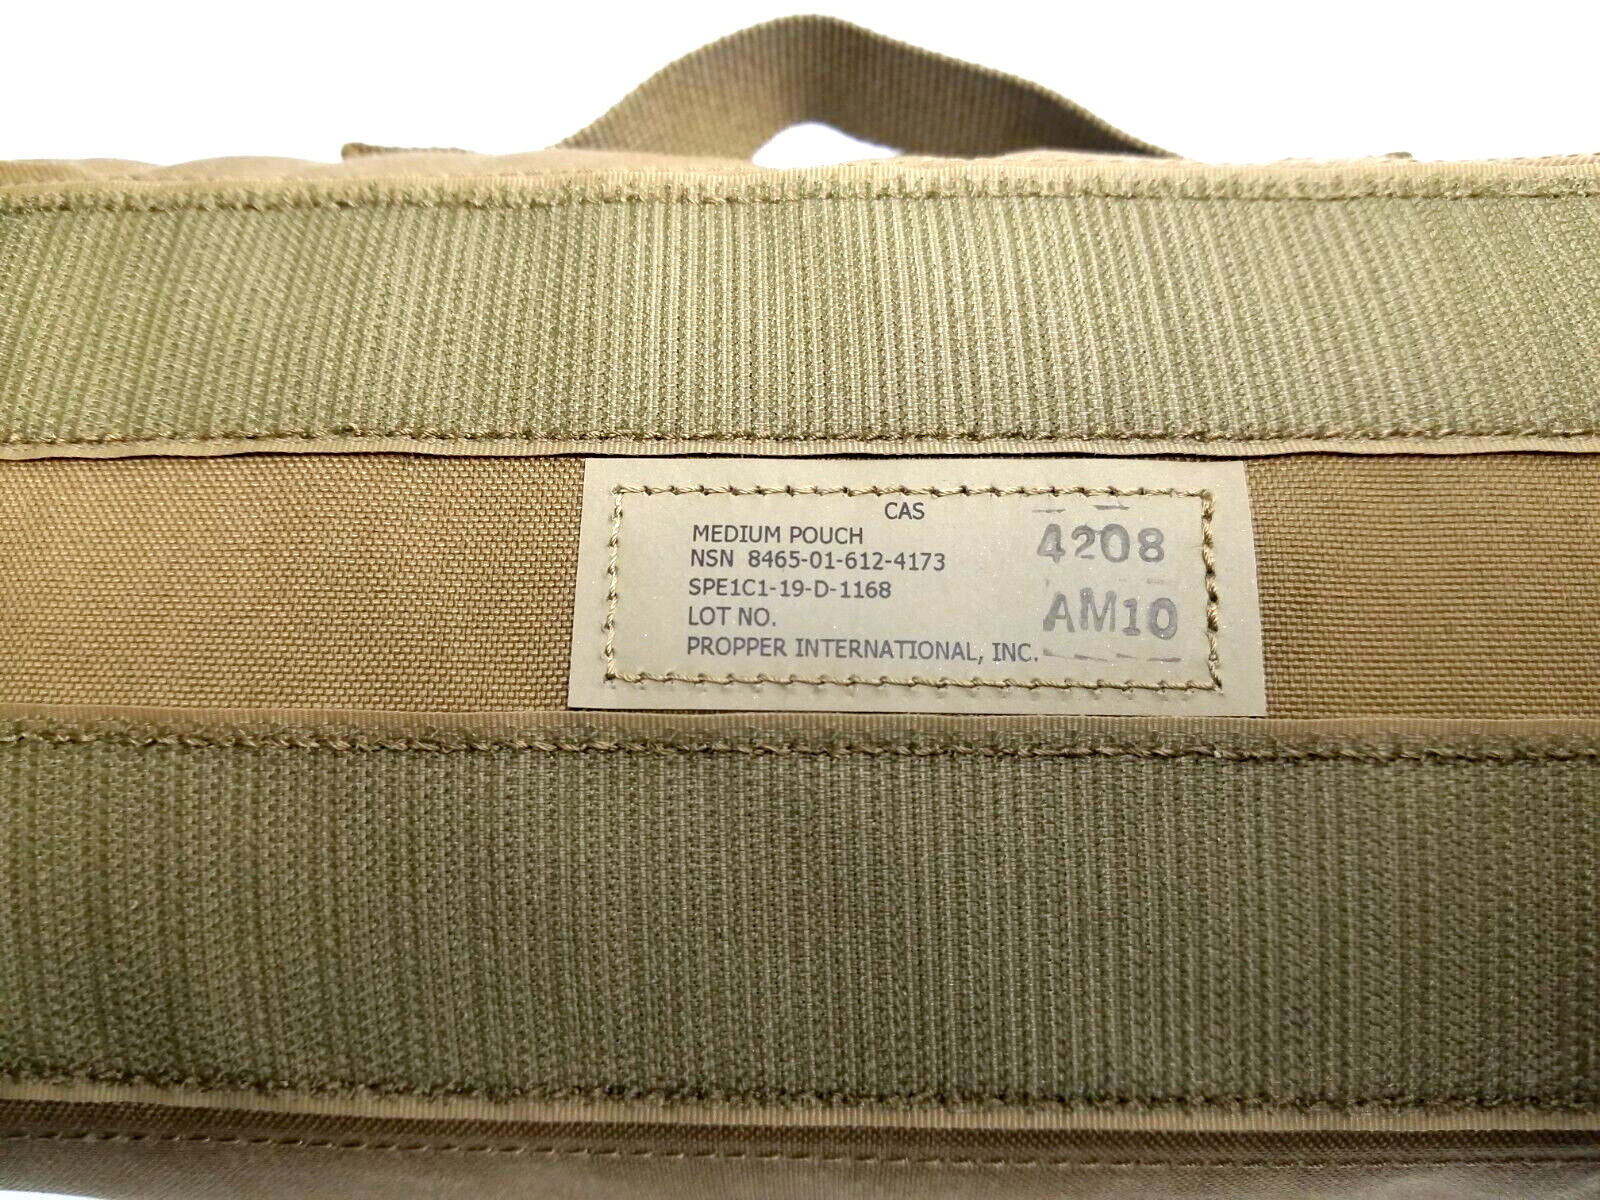 CAS
MEDIUM POUCH
NSN 8465-01-612-4173
SPE1C1-19-D-1168
LOT NO.
PROPPER INTERNATIONAL, INC.
4208
AM10